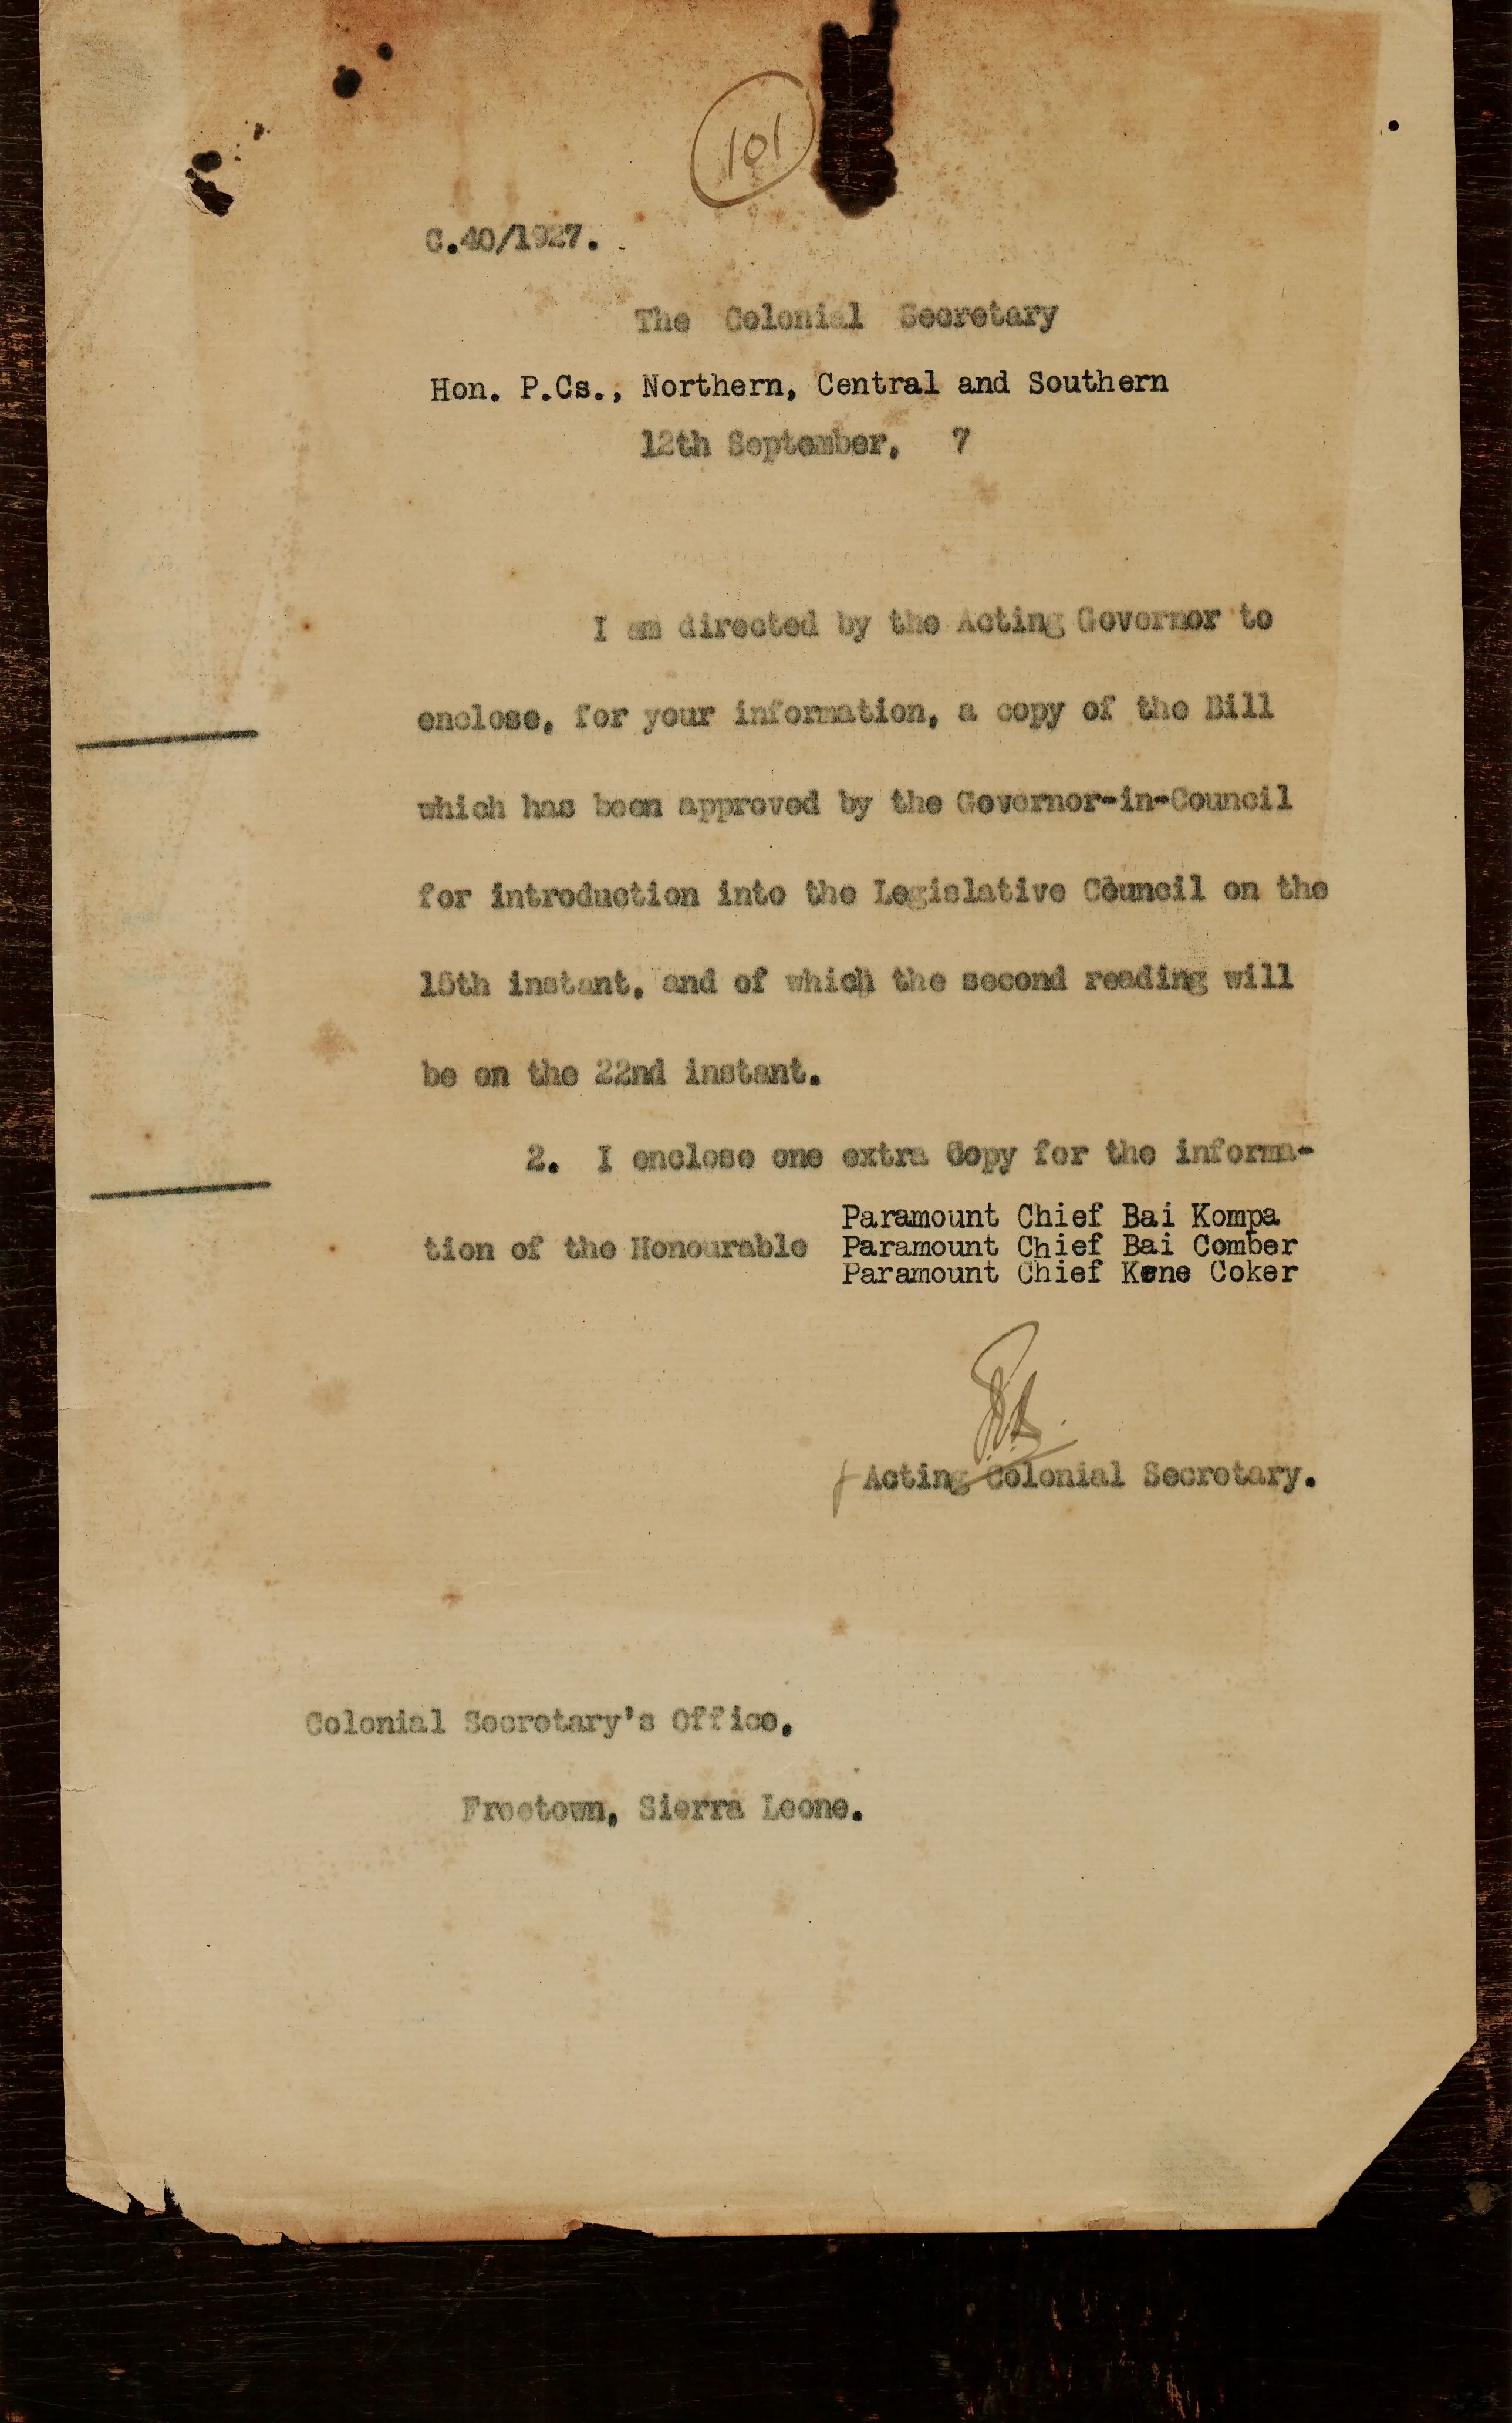 101
C.40/1927.
The Colonial Secretary
Hon. P.Cs., Northern, Central and Southern
12th September, 7
I am directed by the Acting Governor to
enclose, for your information, a copy of the Bill
which has been approved by the Governor-in-Council
for introduction into the Legislative Council on the
15th instant, and of which the second reading will
be on the 22nd instant.
2. I enclose one extra Copy for the informa-
Paramount Chief Bai Kompa
tion of the Honourable Paramount Chief Bai Comber
Paramount Chief Kene Coker
f Acting Colonial Secretary.
Colonial Secretary's Office,
Freetown, Sierra Leone.